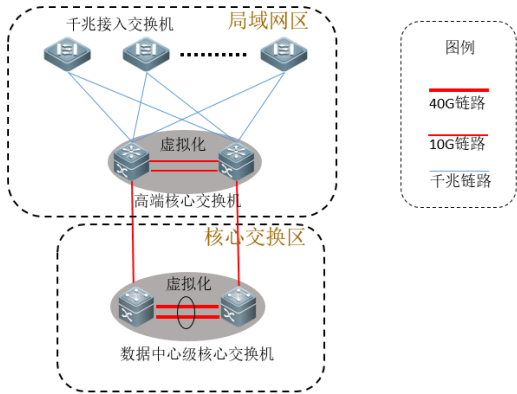 局域网区
千兆接入交换机
虚拟化
高端核心交换机
核心交换区
虚拟化
数据中心级核心交换机
图例
40G链路
10G链路
千兆链路